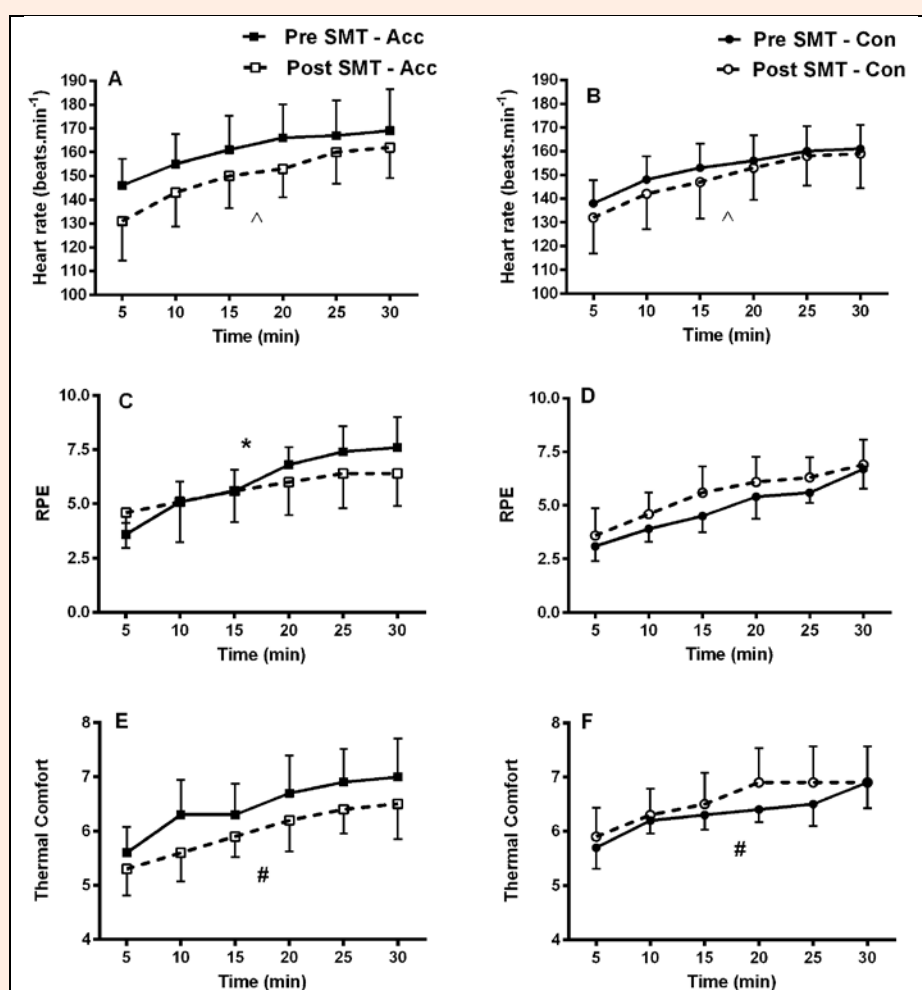 Pre SMT - Acc
Post SMT - Acc
Pre SMT - Con
Post SMT - Con
A
Heart rate (beats.min⁻¹)
190
180
170
160
150
140
130
120
110
100
^
5 10 15 20 25 30
Time (min)
B
Heart rate (beats.min⁻¹)
190
180
170
160
150
140
130
120
110
100
^
5 10 15 20 25 30
Time (min)
C
RPE
10.0
7.5
5.0
2.5
0.0
*
5 10 15 20 25 30
Time (min)
D
RPE
10.0
7.5
5.0
2.5
0.0
5 10 15 20 25 30
Time (min)
E
Thermal Comfort
8
7
6
5
4
#
5 10 15 20 25 30
Time (min)
F
Thermal Comfort
8
7
6
5
4
#
5 10 15 20 25 30
Time (min)